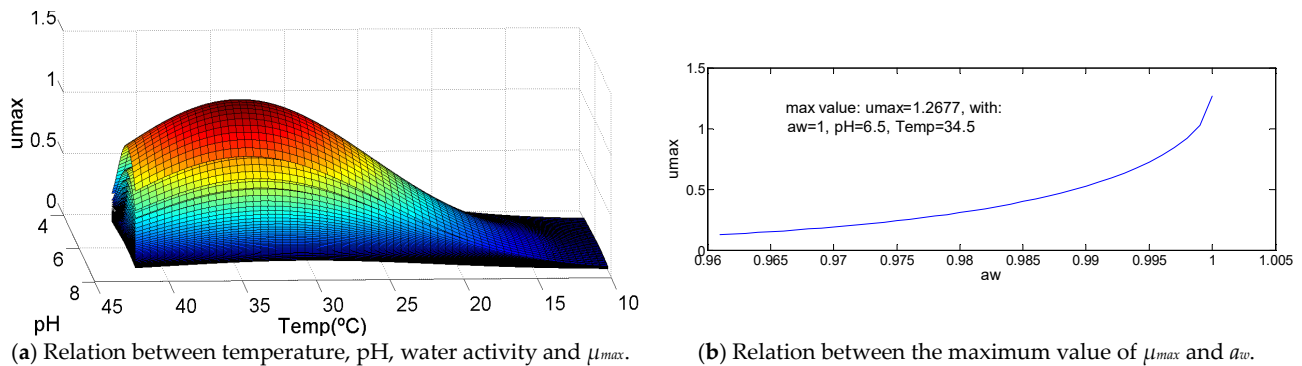 1.5
1
0.5
0
umax
4
6
8
pH
45
40
35
30
25
20
15
10
Temp(ºC)
(a) Relation between temperature, pH, water activity and μmax.
1.5
1
0.5
0
umax
max value: umax=1.2677, with:
aw=1, pH=6.5, Temp=34.5
0.96 0.965 0.97 0.975 0.98 0.985 0.99 0.995 1 1.005
aw
(b) Relation between the maximum value of μmax and aw.